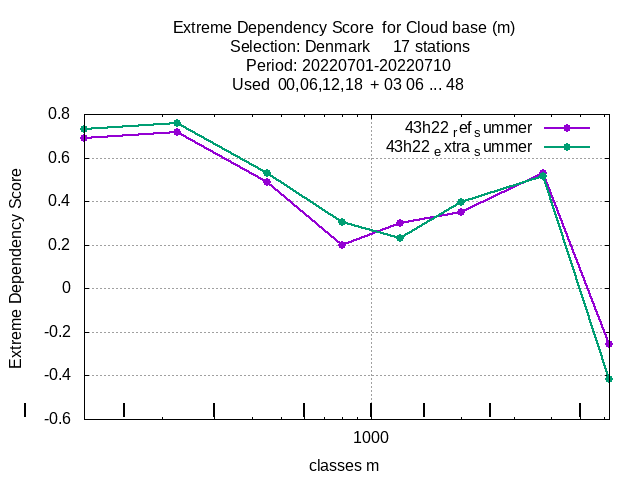 Extreme Dependency Score for Cloud base (m)
Selection: Denmark 17 stations
Period: 20220701-20220710
Used 00,06,12,18 + 03 06 ... 48
43h22 ref summer
43h22 extra summer
0.8
0.6
0.4
0.2
0
-0.2
-0.4
-0.6
Extreme Dependency Score
1000
classes m